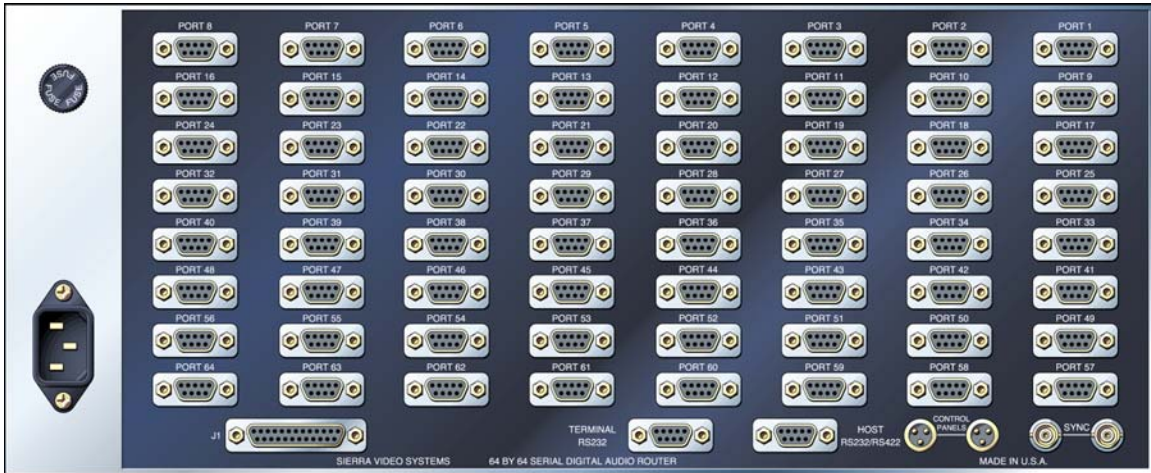 PORT 8 PORT 7 PORT 6 PORT 5 PORT 4 PORT 3 PORT 2 PORT 1
FUSE FUSE FUSE FUSE
PORT 16 PORT 15 PORT 14 PORT 13 PORT 12 PORT 11 PORT 10 PORT 9
PORT 24 PORT 23 PORT 22 PORT 21 PORT 20 PORT 19 PORT 18 PORT 17
PORT 32 PORT 31 PORT 30 PORT 29 PORT 28 PORT 27 PORT 26 PORT 25
PORT 40 PORT 39 PORT 38 PORT 37 PORT 36 PORT 35 PORT 34 PORT 33
PORT 48 PORT 47 PORT 46 PORT 45 PORT 44 PORT 43 PORT 42 PORT 41
PORT 56 PORT 55 PORT 54 PORT 53 PORT 52 PORT 51 PORT 50 PORT 49
PORT 64 PORT 63 PORT 62 PORT 61 PORT 60 PORT 59 PORT 58 PORT 57
J1
TERMINAL
RS232
HOST
RS232/RS422
CONTROL
PANELS
SYNC
SIERRA VIDEO SYSTEMS 64 BY 64 SERIAL DIGITAL AUDIO ROUTER MADE IN U.S.A.